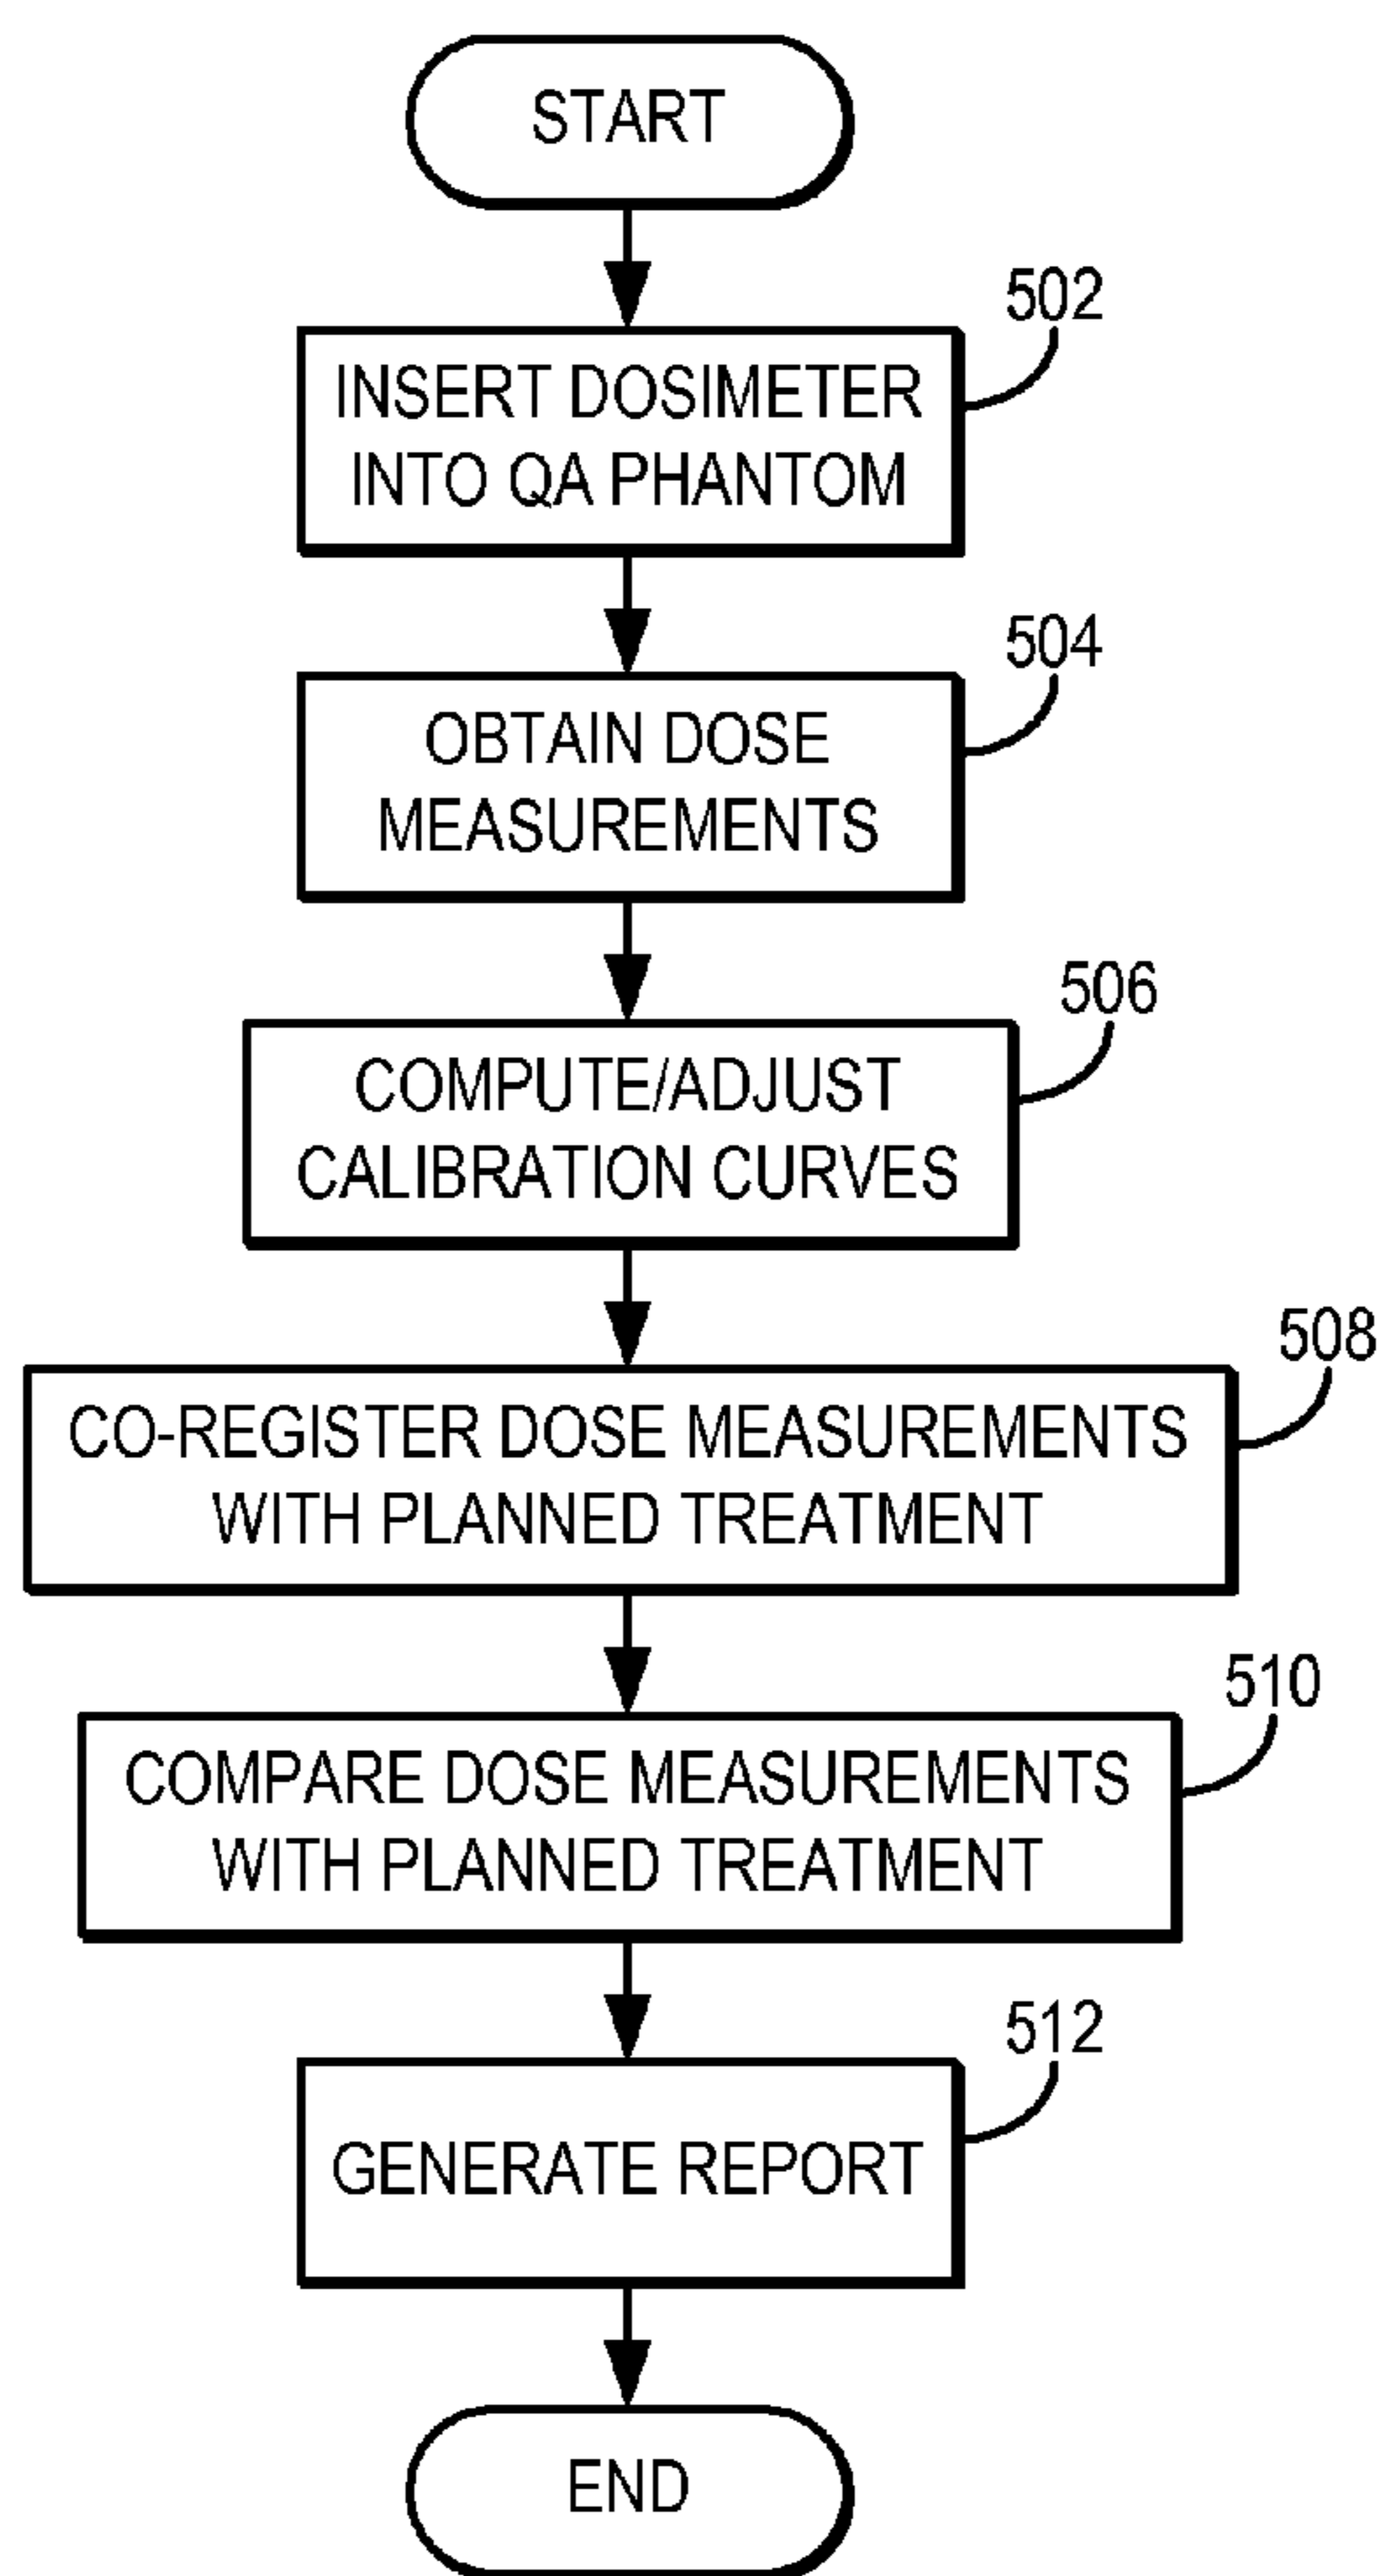 START
502
INSERT DOSIMETER
INTO QA PHANTOM
504
OBTAIN DOSE
MEASUREMENTS
506
COMPUTE/ADJUST
CALIBRATION CURVES
508
CO-REGISTER DOSE MEASUREMENTS
WITH PLANNED TREATMENT
510
COMPARE DOSE MEASUREMENTS
WITH PLANNED TREATMENT
512
GENERATE REPORT
END